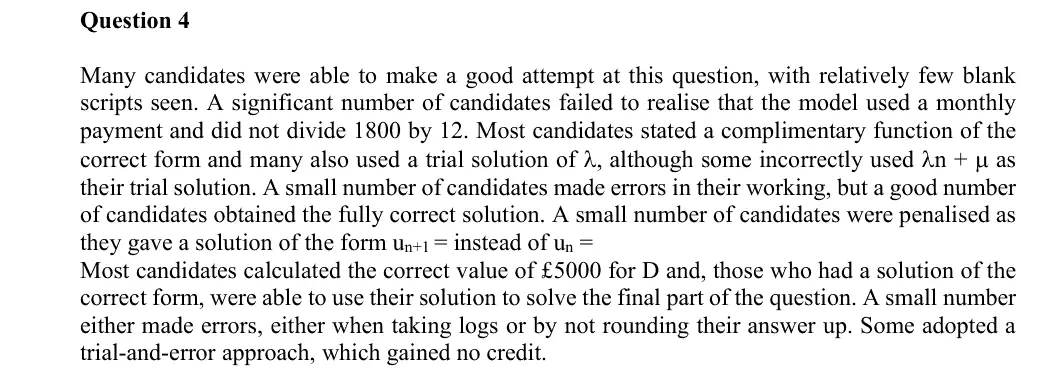 Question 4
Many candidates were able to make a good attempt at this question, with relatively few blank
scripts seen. A significant number of candidates failed to realise that the model used a monthly
payment and did not divide 1800 by 12. Most candidates stated a complimentary function of the
correct form and many also used a trial solution of λ, although some incorrectly used λn + μ as
their trial solution. A small number of candidates made errors in their working, but a good number
of candidates obtained the fully correct solution. A small number of candidates were penalised as
they gave a solution of the form uₙ₊₁ = instead of uₙ =
Most candidates calculated the correct value of £5000 for D and, those who had a solution of the
correct form, were able to use their solution to solve the final part of the question. A small number
either made errors, either when taking logs or by not rounding their answer up. Some adopted a
trial-and-error approach, which gained no credit.